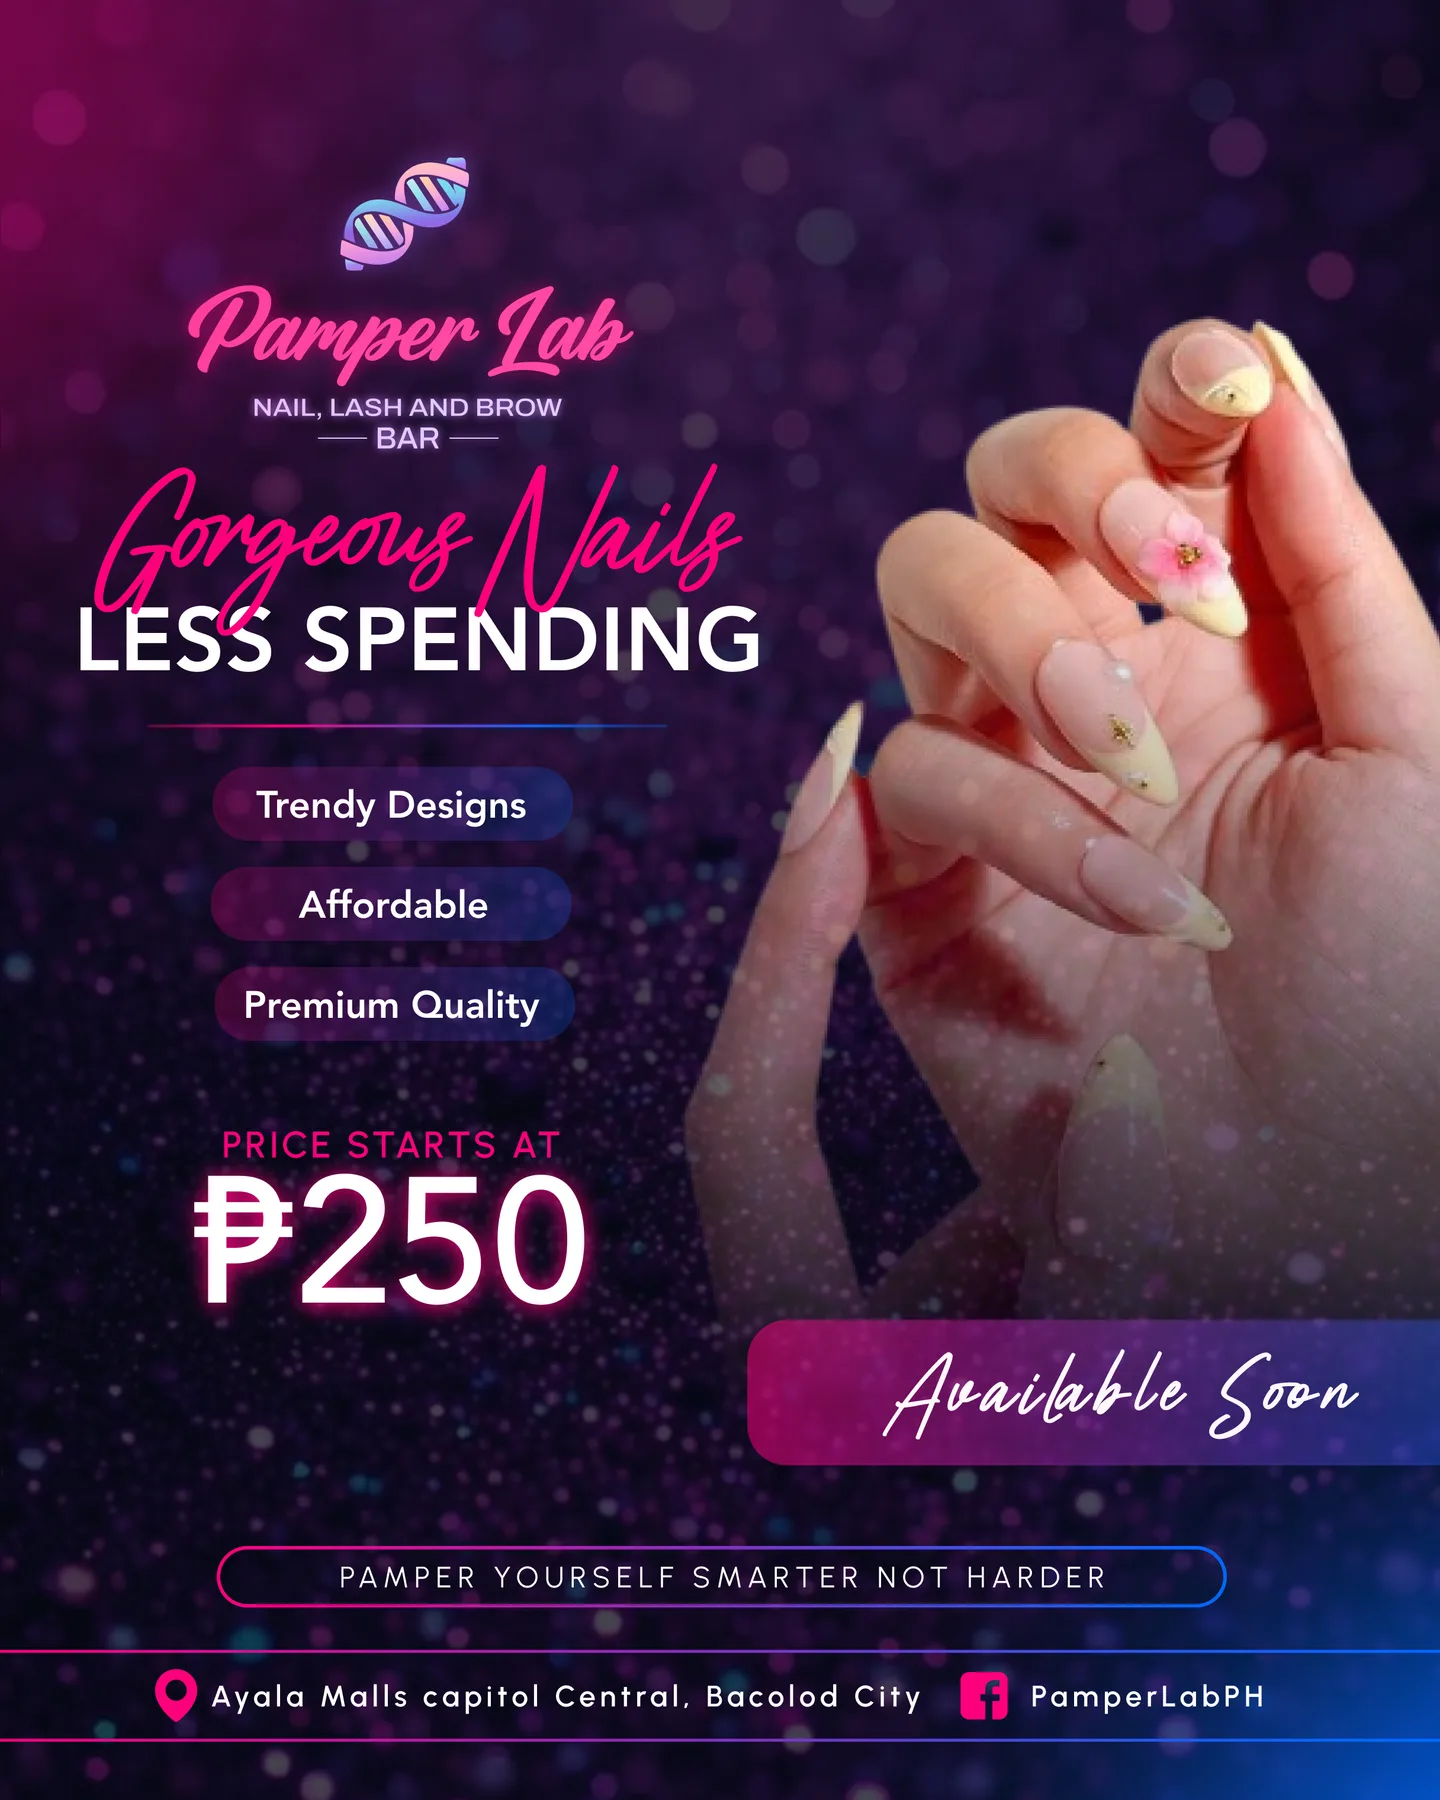 Pamper Lab
NAIL, LASH AND BROW
BAR
Gorgeous Nails
LESS SPENDING
Trendy Designs
Affordable
Premium Quality
PRICE STARTS AT
₱250
Available Soon
PAMPER YOURSELF SMARTER NOT HARDER
Ayala Malls capitol Central, Bacolod City PamperLabPH